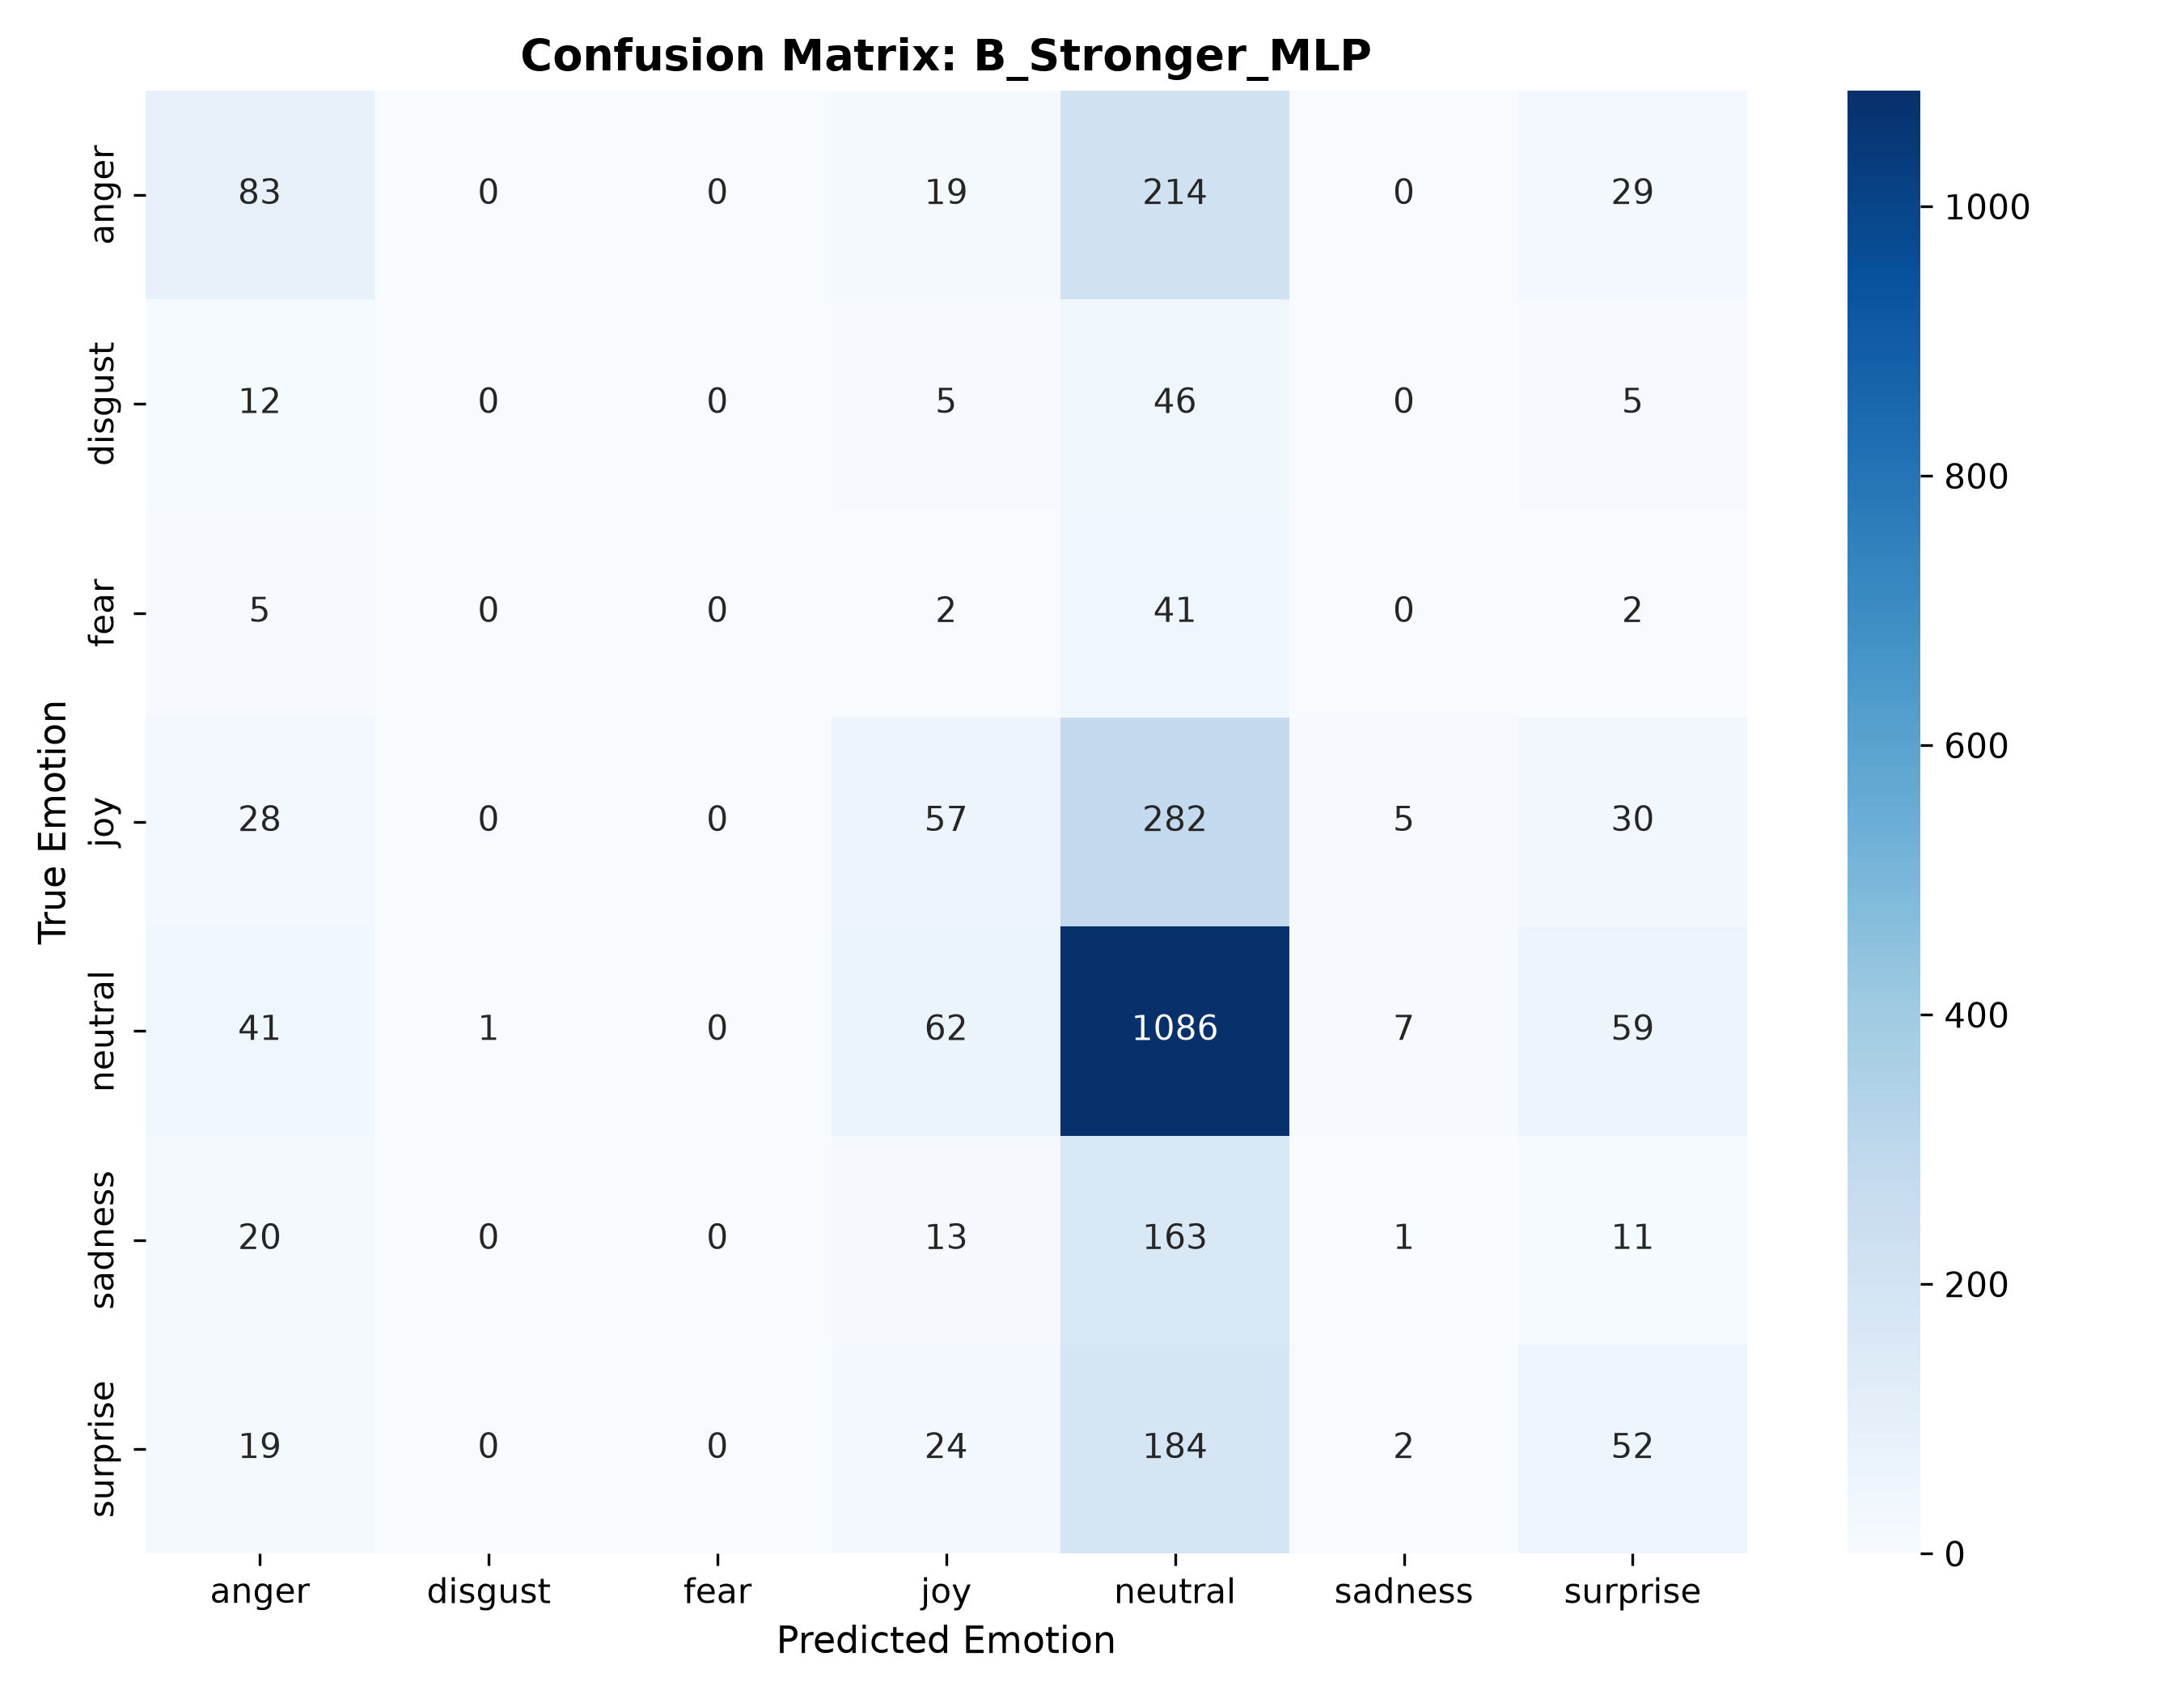 Confusion Matrix: B_Stronger_MLP
True Emotion
anger 83 0 0 19 214 0 29
disgust 12 0 0 5 46 0 5
fear 5 0 0 2 41 0 2
joy 28 0 0 57 282 5 30
neutral 41 1 0 62 1086 7 59
sadness 20 0 0 13 163 1 11
surprise 19 0 0 24 184 2 52
anger disgust fear joy neutral sadness surprise
Predicted Emotion
1000
800
600
400
200
0